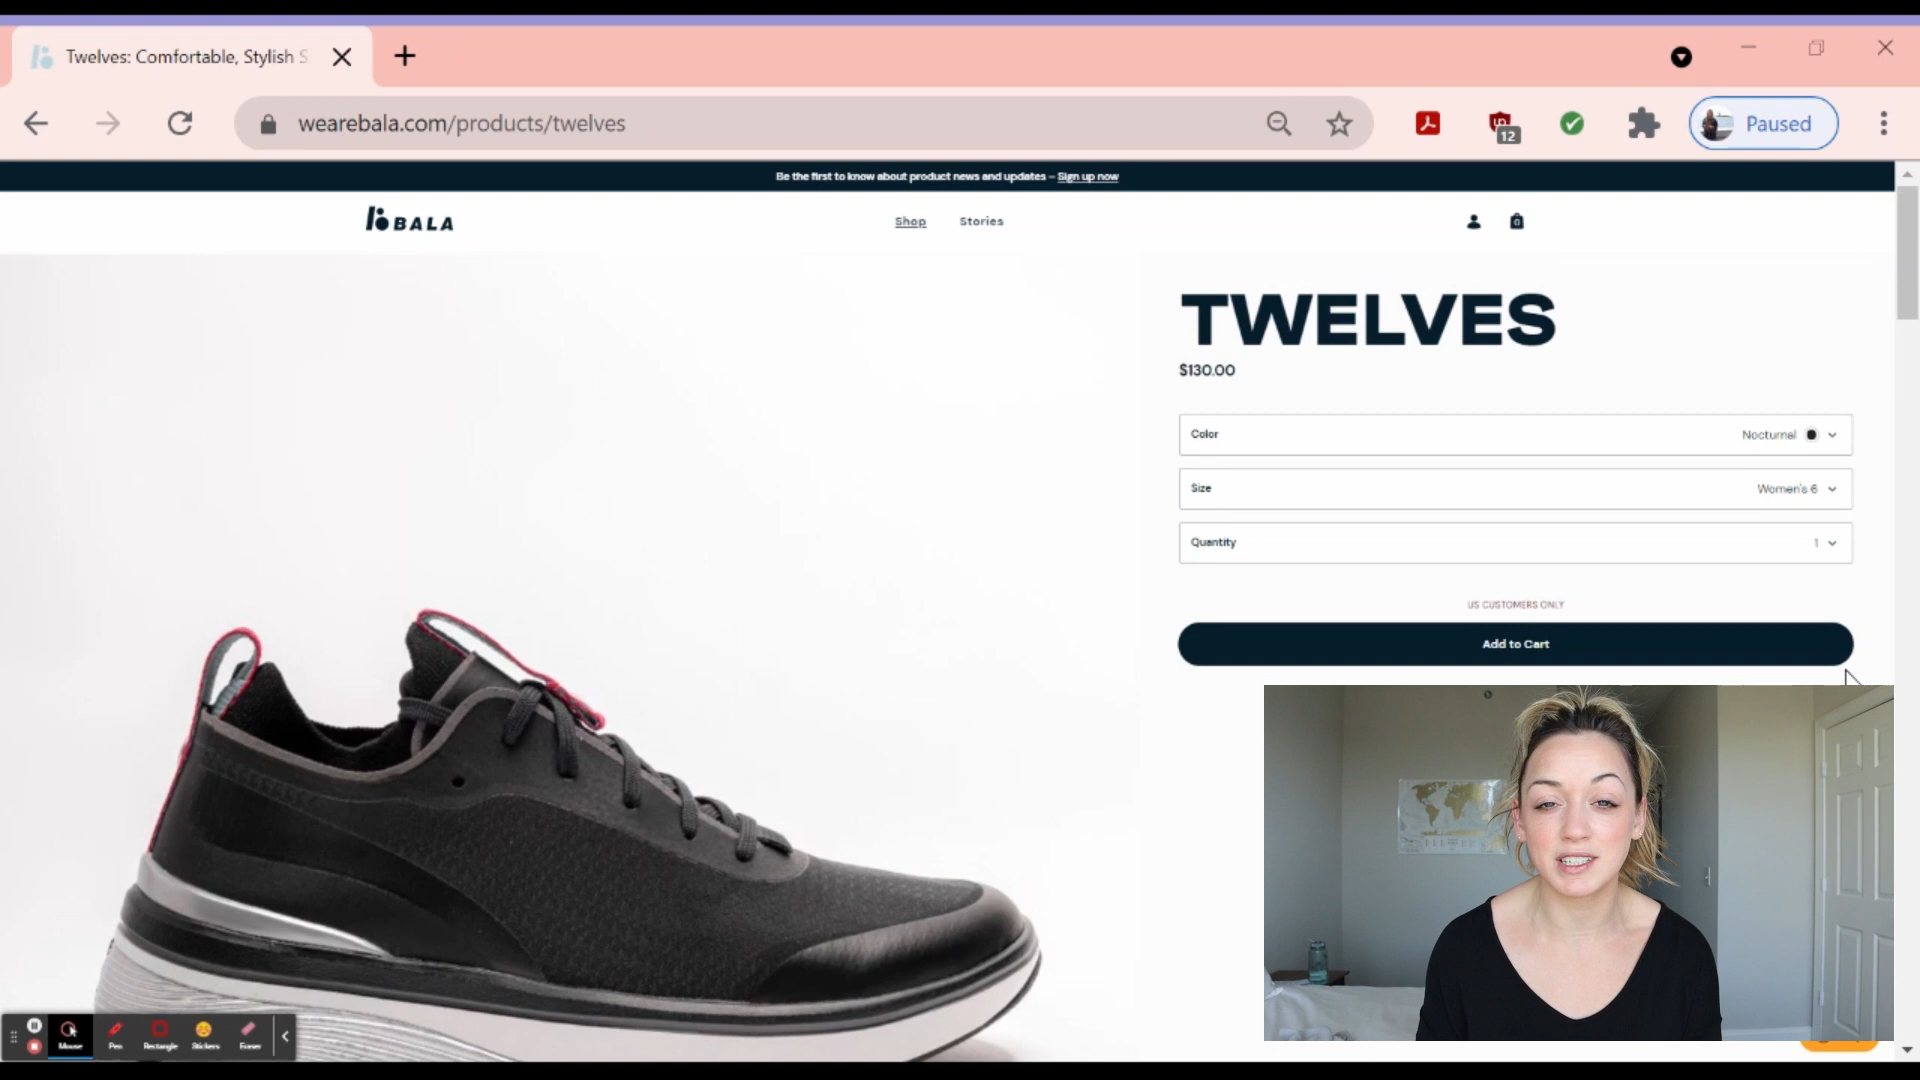 Twelves: Comfortable, Stylish S
wearebala.com/products/twelves
12
Paused
Be the first to know about product news and updates – Sign up now
BALA
Shop
Stories
0
TWELVES
$130.00
Color
Nocturnal
Size
Women's 6
Quantity
1
US CUSTOMERS ONLY
Add to Cart
Mouse
Pen
Rectangle
Stickers
Eraser